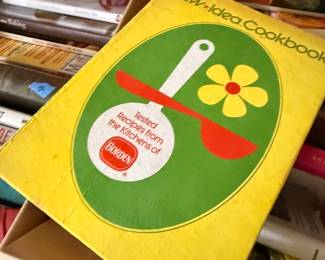 w-Idea Cookbook
Tested
Recipes from
the Kitchens of
BORDEN
®